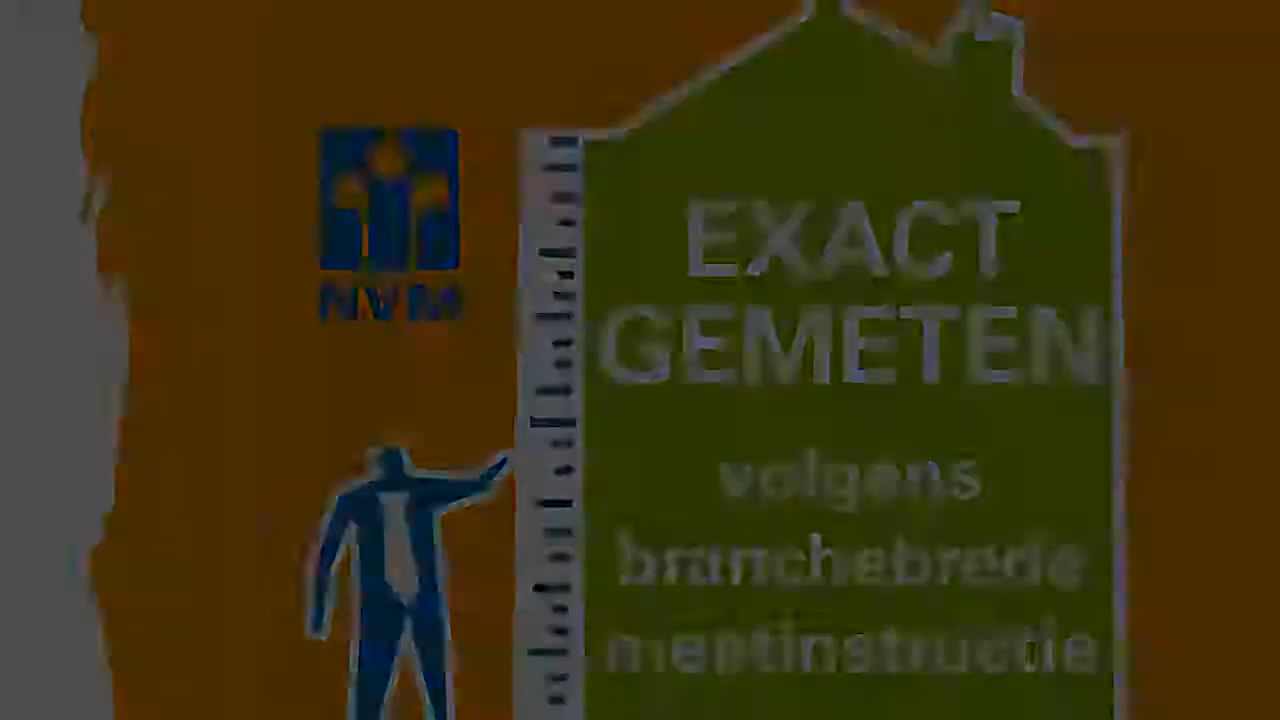 NVM
EXACT
GEMETEN
volgens
branchebrede
meetinstructie